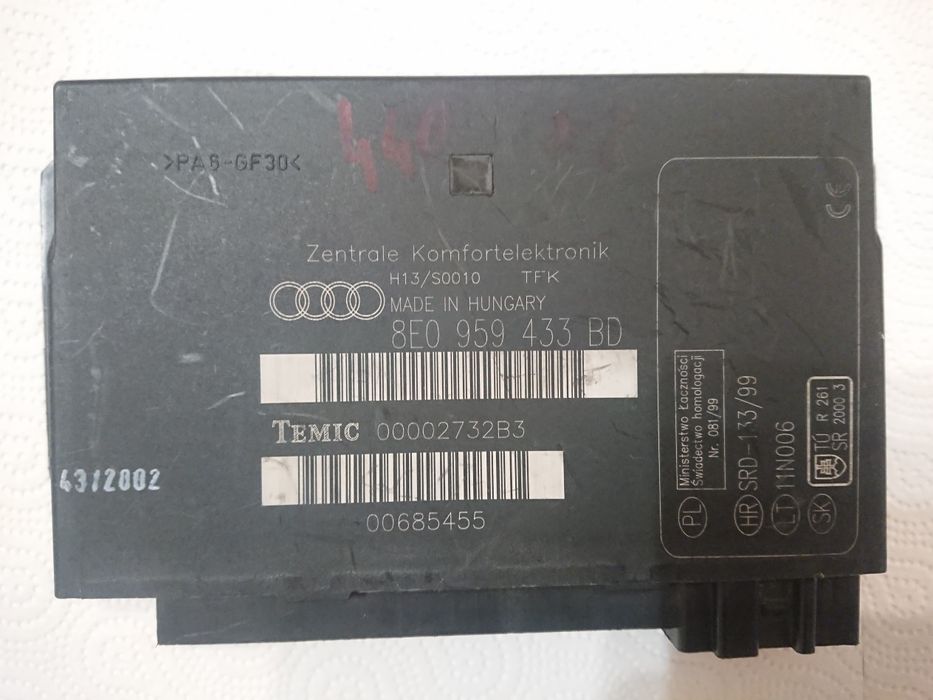 >PA6-GF30<
440
Zentrale Komfortelektronik
H13/S0010 TFK
MADE IN HUNGARY
8E0 959 433 BD
TEMIC 00002732B3
00685455
43/2002
CE
PL Ministerstwo Łączności
Świadectwo homologacji
Nr. 081/99
HR SRD-133/99
LT 11N006
SK TÚ R 261
SR 2000 3